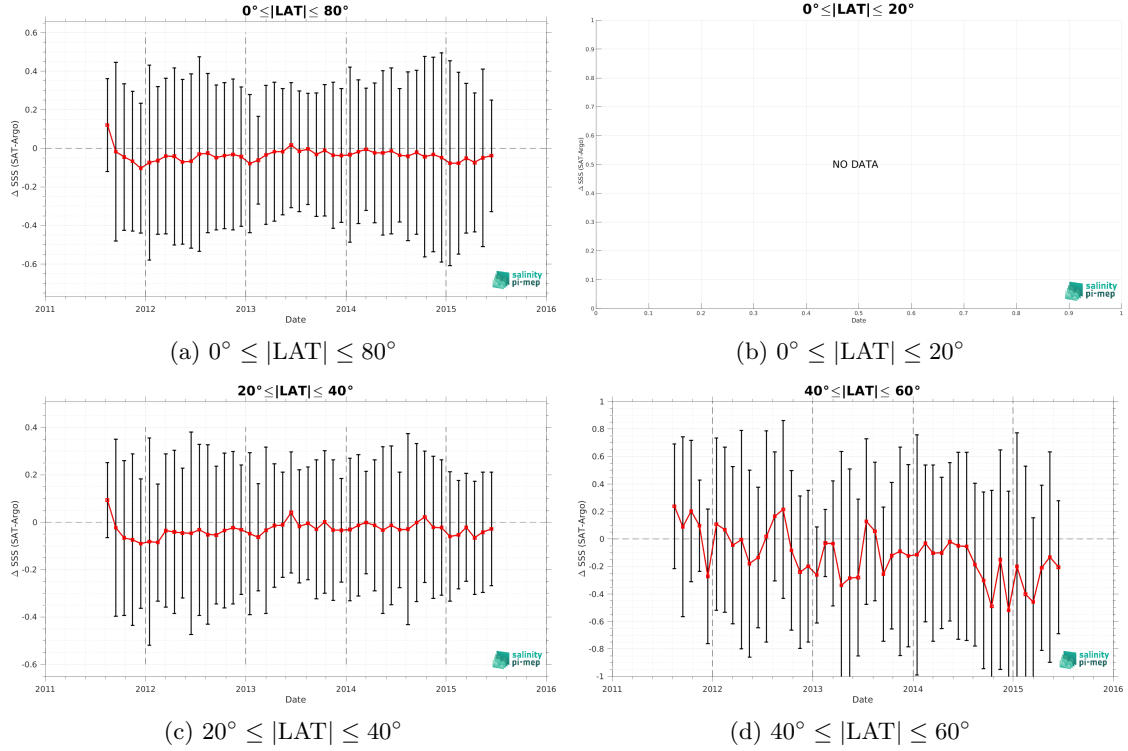 0°≤|LAT|≤ 80°
Δ SSS (SAT-Argo)
0.6
0.4
0.2
0
-0.2
-0.4
-0.6
2011 2012 2013 2014 2015 2016
Date
salinity
pi-mep
(a) 0° ≤ |LAT| ≤ 80°
0°≤|LAT|≤ 20°
Δ SSS (SAT-Argo)
1
0.9
0.8
0.7
0.6
0.5
0.4
0.3
0.2
0.1
0
NO DATA
0 0.1 0.2 0.3 0.4 0.5 0.6 0.7 0.8 0.9 1
Date
salinity
pi-mep
(b) 0° ≤ |LAT| ≤ 20°
20°≤|LAT|≤ 40°
Δ SSS (SAT-Argo)
0.4
0.2
0
-0.2
-0.4
-0.6
2011 2012 2013 2014 2015 2016
Date
salinity
pi-mep
(c) 20° ≤ |LAT| ≤ 40°
40°≤|LAT|≤ 60°
Δ SSS (SAT-Argo)
1
0.8
0.6
0.4
0.2
0
-0.2
-0.4
-0.6
-0.8
-1
2011 2012 2013 2014 2015 2016
Date
salinity
pi-mep
(d) 40° ≤ |LAT| ≤ 60°